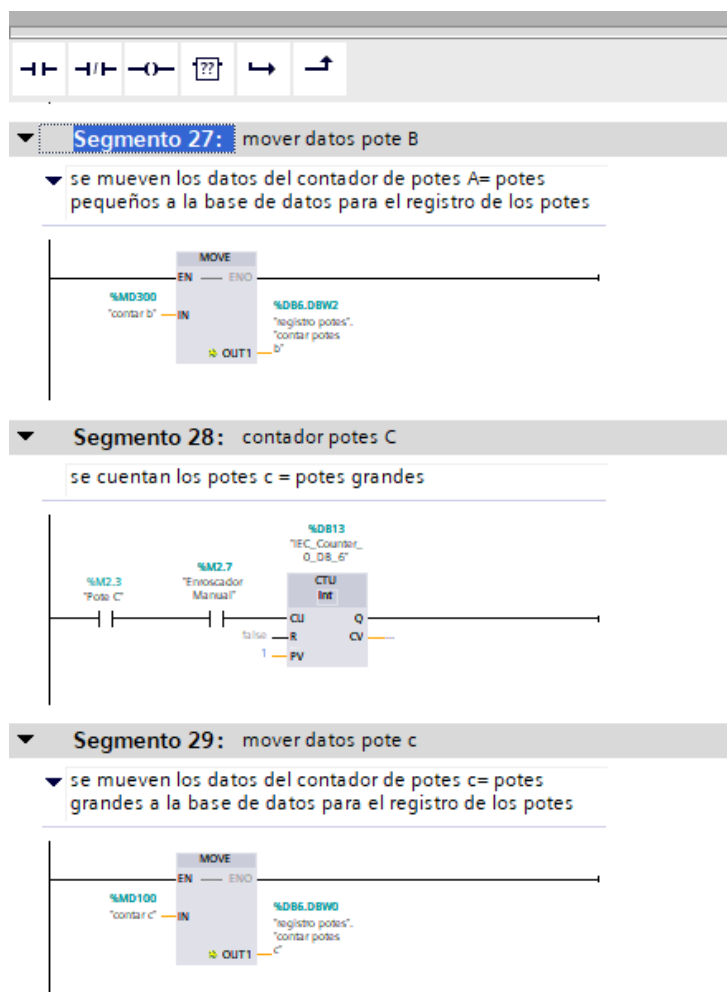 ??
Segmento 27: mover datos pote B
se mueven los datos del contador de potes A= potes
pequeños a la base de datos para el registro de los potes
MOVE
EN ENO
%MD300
"contar b" IN
%DB6.DBW2
"registro potes".
"contar potes
b"
OUT1
Segmento 28: contador potes C
se cuentan los potes c = potes grandes
%DB13
"IEC_Counter_
0_DB_6"
%M2.3
"Pote C"
%M2.7
"Enroscador
Manual"
CTU
Int
CU Q
false R CV
1 PV
Segmento 29: mover datos pote c
se mueven los datos del contador de potes c= potes
grandes a la base de datos para el registro de los potes
MOVE
EN ENO
%MD100
"contar c" IN
%DB6.DBW0
"registro potes".
"contar potes
c"
OUT1